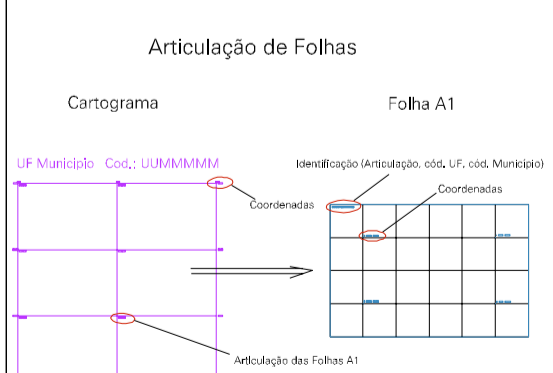 Articulação de Folhas
Cartograma
Folha A1
UF Município Cod.: UUMMMMM
Identificação (Articulação, cód. UF, cód. Município)
Coordenadas
Coordenadas
Articulação das Folhas A1